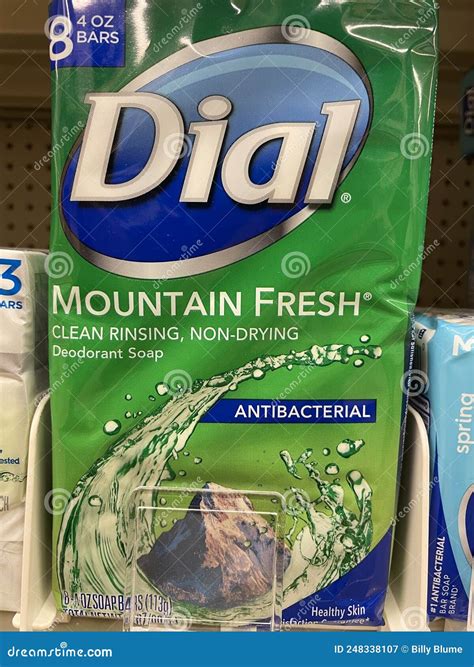 8
4 OZ
BARS
Dial®
MOUNTAIN FRESH®
CLEAN RINSING, NON-DRYING
Deodorant Soap
ANTIBACTERIAL
3
ARS
spring
#1 ANTIBACTERIAL
BAR SOAP
BRAND
Healthy Skin
dreamstime
dreamstime.com
ID 248338107 © Billy Blume